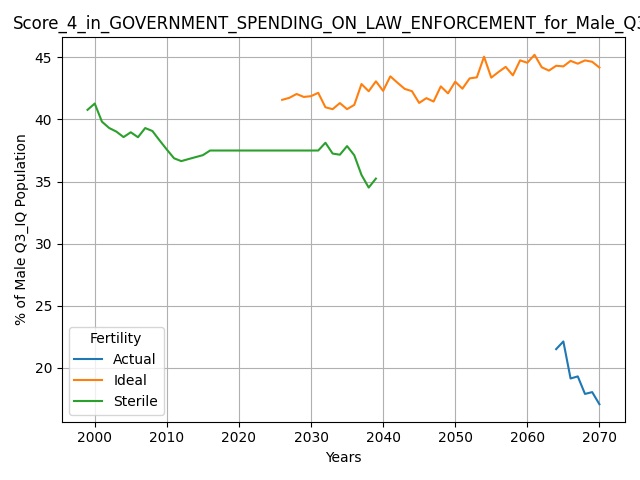 Score_4_in_GOVERNMENT_SPENDING_ON_LAW_ENFORCEMENT_for_Male_Q3
% of Male Q3_IQ Population
45
40
35
30
25
20
Fertility
Actual
Ideal
Sterile
2000 2010 2020 2030 2040 2050 2060 2070
Years